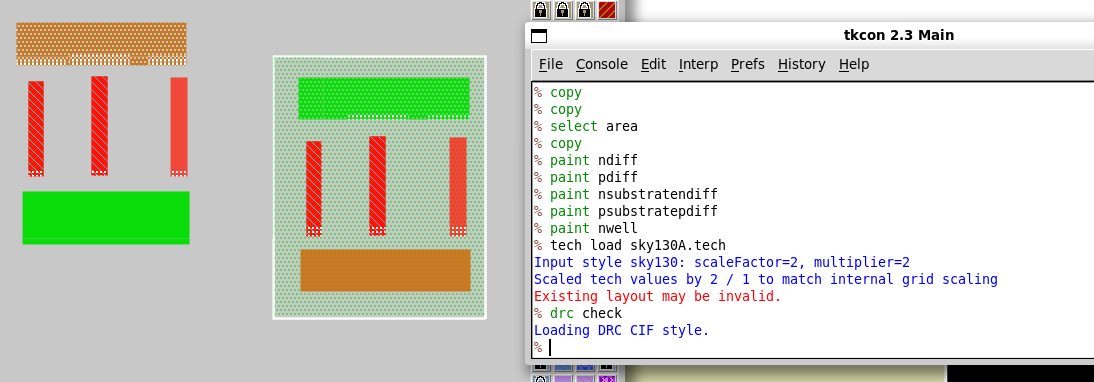 tkcon 2.3 Main
File Console Edit Interp Prefs History Help
% copy
% copy
% select area
% copy
% paint ndiff
% paint pdiff
% paint nsubstratendiff
% paint psubstratepdiff
% paint nwell
% tech load sky130A.tech
Input style sky130: scaleFactor=2, multiplier=2
Scaled tech values by 2 / 1 to match internal grid scaling
Existing layout may be invalid.
% drc check
Loading DRC CIF style.
%